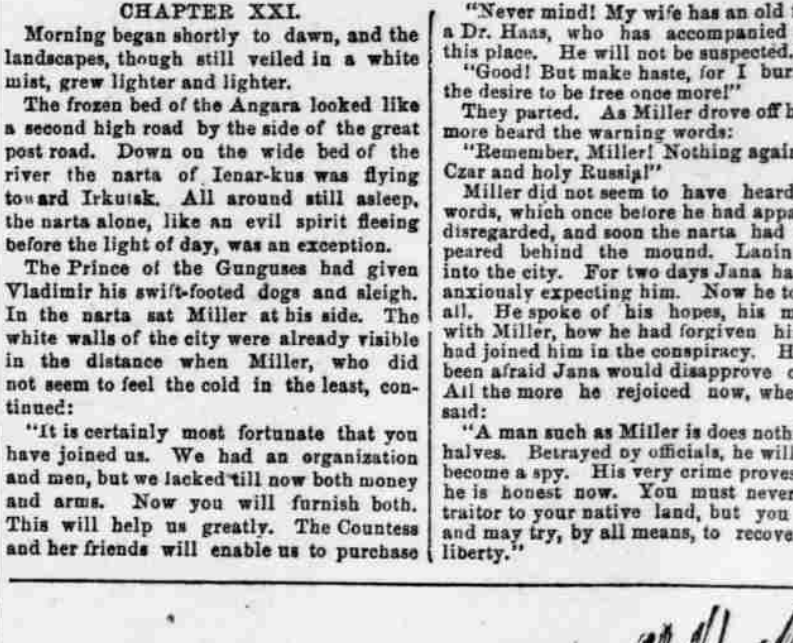 CHAPTER XXI.
Morning began shortly to dawn, and the
landscapes, though still veiled in a white
mist, grew lighter and lighter.
The frozen bed of the Angara looked like
a second high road by the side of the great
post road. Down on the wide bed of the
river the narta of Ienar-kus was flying
toward Irkutsk. All around still asleep,
the narta alone, like an evil spirit fleeing
before the light of day, was an exception.
The Prince of the Gunguses had given
Vladimir his swift-footed dogs and sleigh.
In the narta sat Miller at his side. The
white walls of the city were already visible
in the distance when Miller, who did
not seem to feel the cold in the least, con-
tinued:
"It is certainly most fortunate that you
have joined us. We had an organization
and men, but we lacked till now both money
and arms. Now you will furnish both.
This will help us greatly. The Countess
and her friends will enable us to purchase
"Never mind! My wife has an old
a Dr. Haas, who has accompanied
this place. He will not be suspected.
"Good! But make haste, for I bur
the desire to be free once more!"
They parted. As Miller drove off h
more heard the warning words:
"Remember, Miller! Nothing again
Czar and holy Russia!"
Miller did not seem to have heard
words, which once before he had appa
disregarded, and soon the narta had
peared behind the mound. Lanin
into the city. For two days Jana ha
anxiously expecting him. Now he to
all. He spoke of his hopes, his m
with Miller, how he had forgiven hi
had joined him in the conspiracy. H
been afraid Jana would disapprove o
All the more he rejoiced now, whe
said:
"A man such as Miller is does noth
halves. Betrayed by officials, he will
become a spy. His very crime proves
he is honest now. You must never
traitor to your native land, but you
and may try, by all means, to recove
liberty."